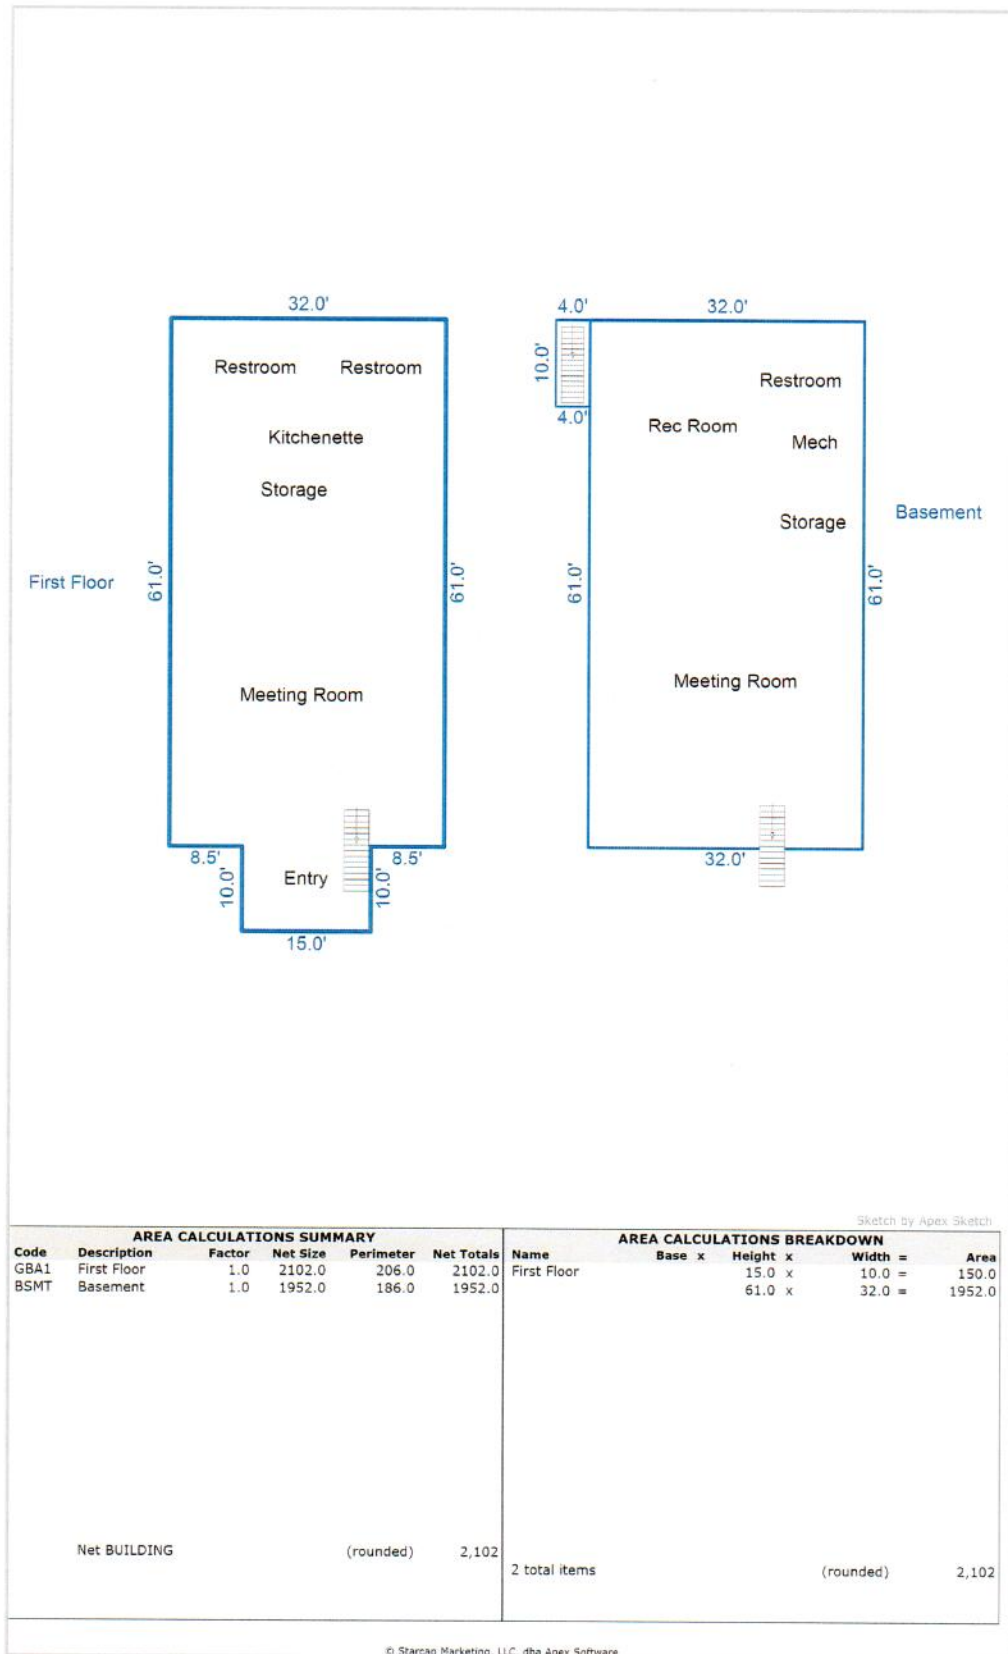 32.0'
4.0' 32.0'
Restroom Restroom
10.0'
Restroom
4.0'
Kitchenette
Rec Room
Mech
Storage
Storage
Basement
First Floor
61.0'
61.0'
61.0'
61.0'
Meeting Room
Meeting Room
8.5' 8.5'
32.0'
10.0'
Entry
10.0'
15.0'
Sketch by Apex Sketch
AREA CALCULATIONS SUMMARY
Code Description Factor Net Size Perimeter Net Totals
GBA1 First Floor 1.0 2102.0 206.0 2102.0
BSMT Basement 1.0 1952.0 186.0 1952.0
Net BUILDING (rounded) 2,102
AREA CALCULATIONS BREAKDOWN
Name Base x Height x Width = Area
First Floor 15.0 x 10.0 = 150.0
61.0 x 32.0 = 1952.0
2 total items (rounded) 2,102
© Starcap Marketing, LLC. dba Apex Software